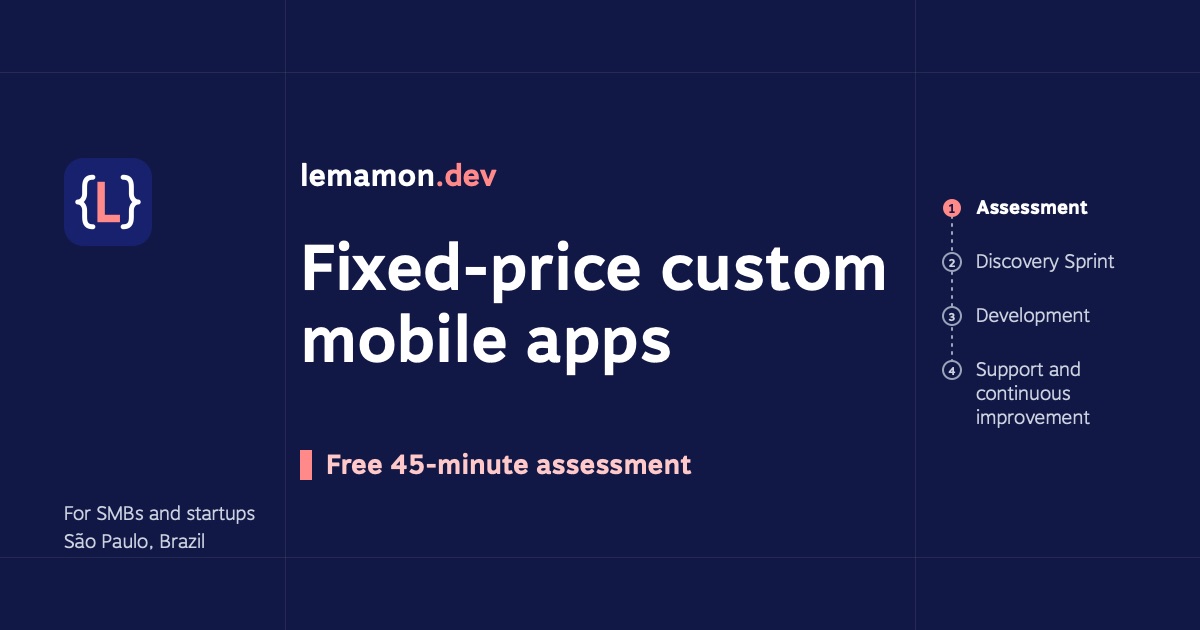 {L}
For SMBs and startups
São Paulo, Brazil
lemamon.dev
Fixed-price custom
mobile apps
Free 45-minute assessment
1 Assessment
2 Discovery Sprint
3 Development
4 Support and
continuous
improvement